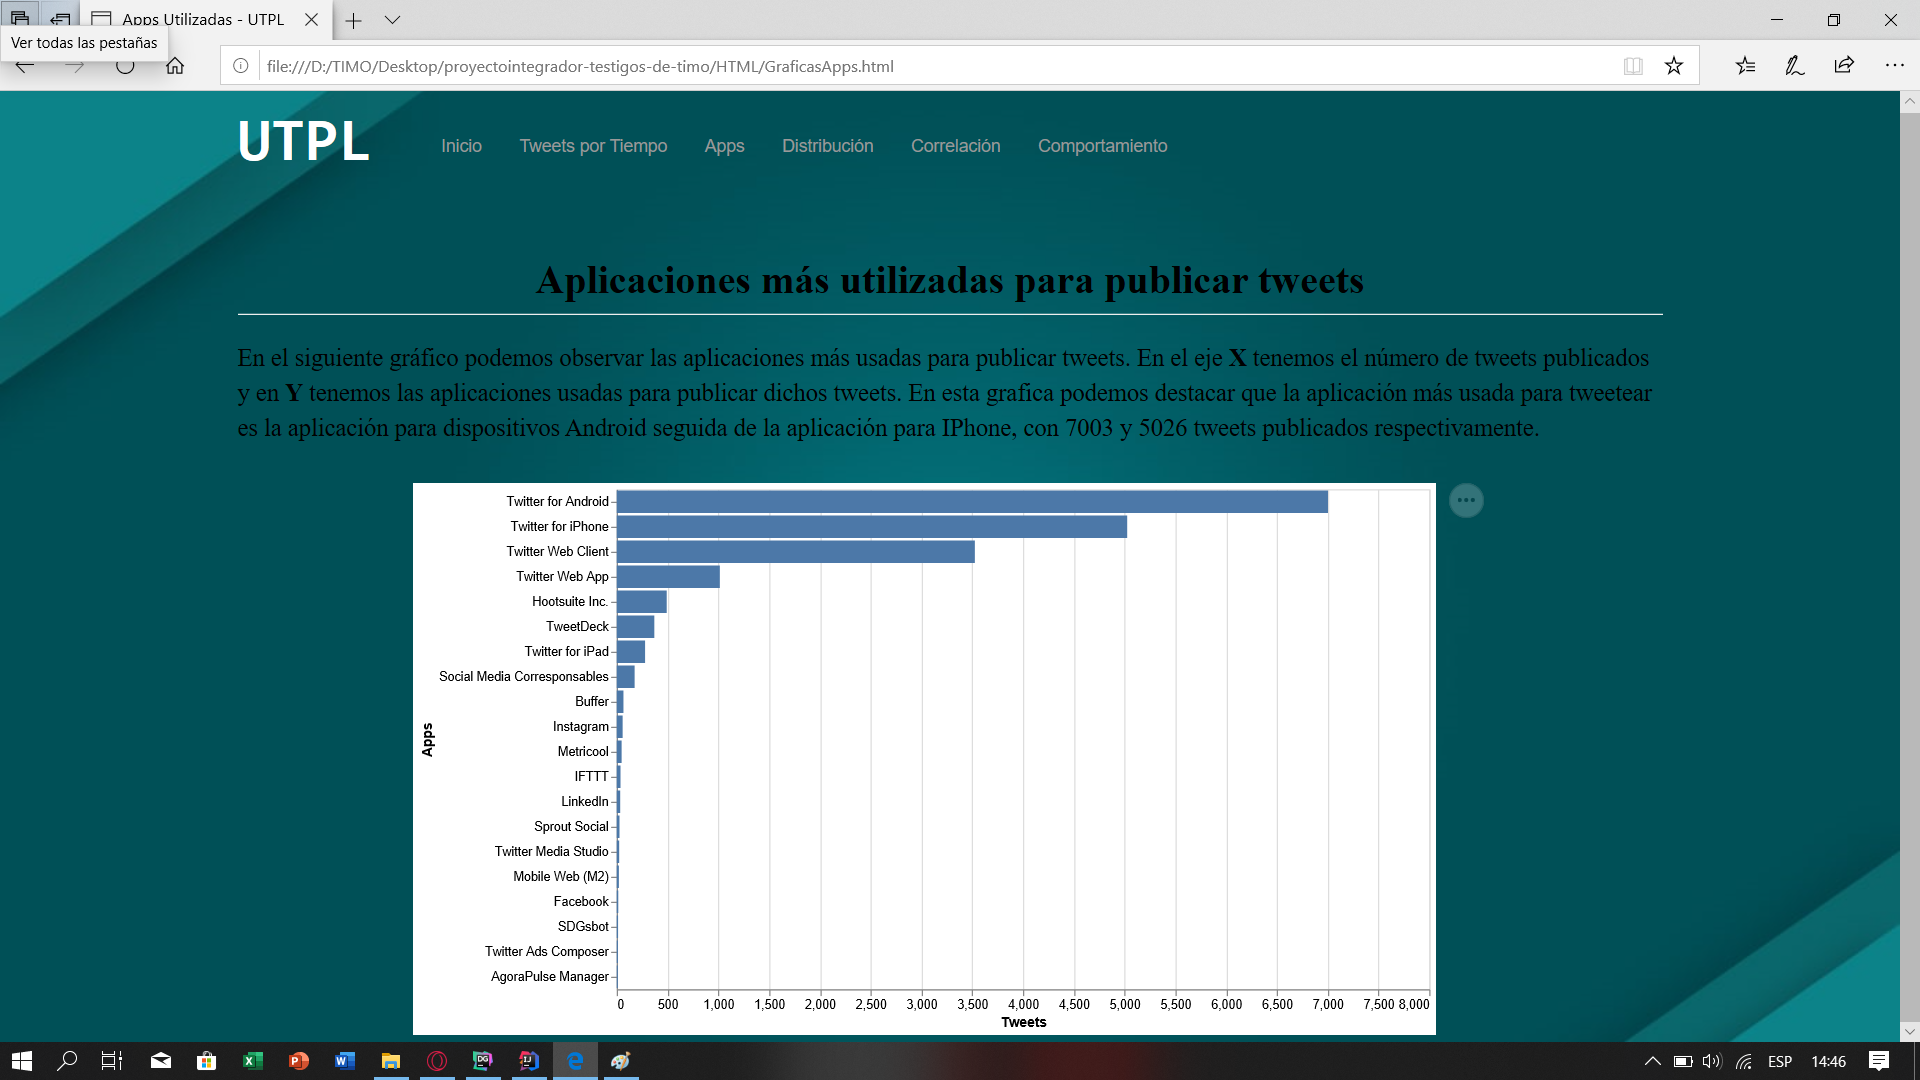 Apps Utilizadas - UTPL
Ver todas las pestañas
file:///D:/TIMO/Desktop/proyectointegrador-testigos-de-timo/HTML/GraficasApps.html
UTPL
Inicio Tweets por Tiempo Apps Distribución Correlación Comportamiento
Aplicaciones más utilizadas para publicar tweets
En el siguiente gráfico podemos observar las aplicaciones más usadas para publicar tweets. En el eje X tenemos el número de tweets publicados
y en Y tenemos las aplicaciones usadas para publicar dichos tweets. En esta grafica podemos destacar que la aplicación más usada para tweetear
es la aplicación para dispositivos Android seguida de la aplicación para IPhone, con 7003 y 5026 tweets publicados respectivamente.
Twitter for Android
Twitter for iPhone
Twitter Web Client
Twitter Web App
Hootsuite Inc.
TweetDeck
Twitter for iPad
Social Media Corresponsables
Buffer
Instagram
Apps
Metricool
IFTTT
LinkedIn
Sprout Social
Twitter Media Studio
Mobile Web (M2)
Facebook
SDGsbot
Twitter Ads Composer
AgoraPulse Manager
0 500 1,000 1,500 2,000 2,500 3,000 3,500 4,000 4,500 5,000 5,500 6,000 6,500 7,000 7,500 8,000
Tweets
ESP 14:46